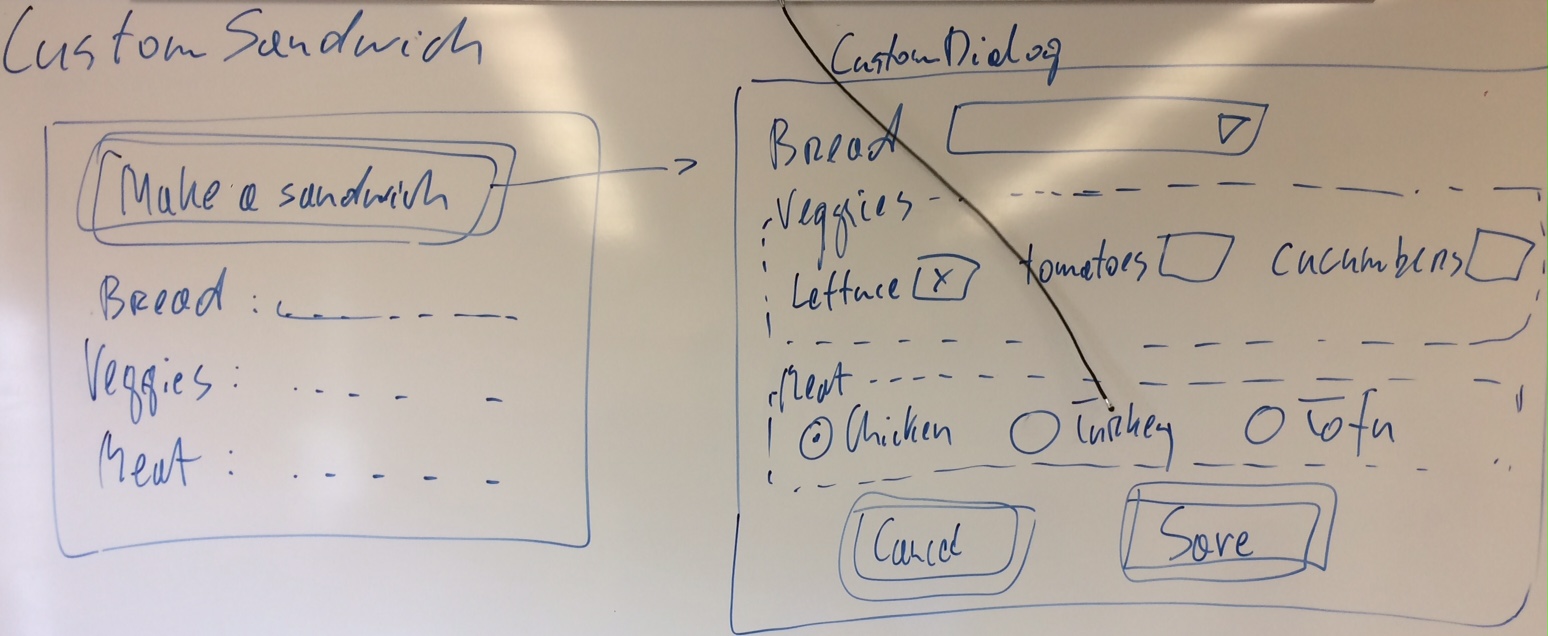 Custom Sandwich
Make a sandwich
Bread :
Veggies :
Meat :
CustomDialog
Bread
Veggies
Lettuce x tomatoes cucumbers
Meat
Chicken Turkey Tofu
Cancel Save